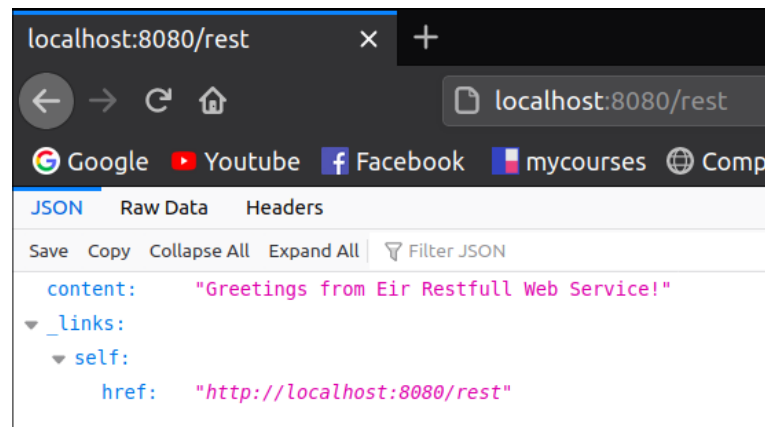 localhost:8080/rest
localhost:8080/rest
Google Youtube Facebook mycourses Comp
JSON Raw Data Headers
Save Copy Collapse All Expand All Filter JSON
content: "Greetings from Eir Restfull Web Service!"
_links:
self:
href: "http://localhost:8080/rest"